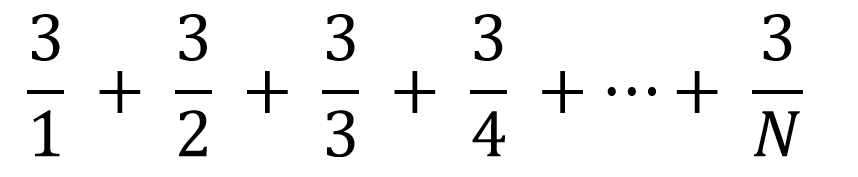 3/1 + 3/2 + 3/3 + 3/4 + ⋯ + 3/N